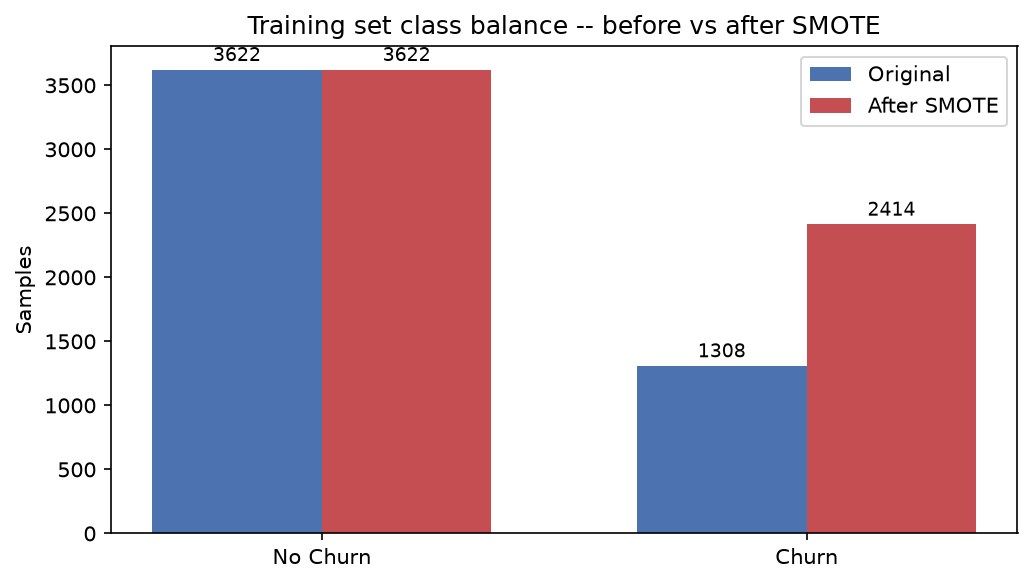 Training set class balance -- before vs after SMOTE
3622
3622
Original
After SMOTE
3500
3000
2500
2414
2000
Samples
1500
1308
1000
500
0
No Churn
Churn